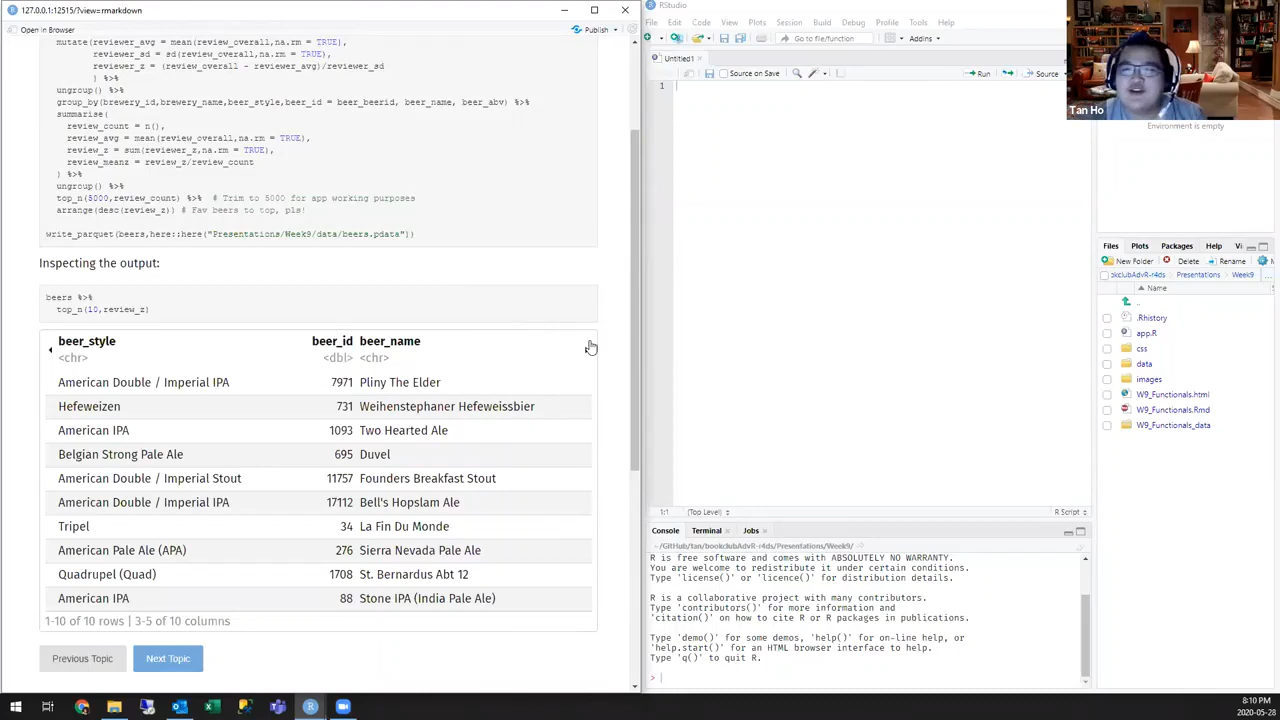 127.0.0.1:12515/?view=rmarkdown
Open in Browser
Publish
mutate(reviewer_avg = mean(review_overall,na.rm = TRUE),
reviewer_sd = sd(review_overall,na.rm = TRUE),
reviewer_z = (review_overall - reviewer_avg)/reviewer_sd
) %>%
ungroup() %>%
group_by(brewery_id,brewery_name,beer_style,beer_id = beer_beerid, beer_name, beer_abv) %>%
summarise(
review_count = n(),
review_avg = mean(review_overall,na.rm = TRUE),
review_z = sum(reviewer_z,na.rm = TRUE),
review_meanz = review_z/review_count
) %>%
ungroup() %>%
top_n(5000,review_count) %>% # Trim to 5000 for app working purposes
arrange(desc(review_z)) # Fav beers to top, pls!
write_parquet(beers,here::here("Presentations/Week9/data/beers.pdata"))
Inspecting the output:
beers %>%
top_n(10,review_z)
beer_style beer_id beer_name
<chr> <dbl> <chr>
American Double / Imperial IPA 7971 Pliny The Elder
Hefeweizen 731 Weihenstephaner Hefeweissbier
American IPA 1093 Two Hearted Ale
Belgian Strong Pale Ale 695 Duvel
American Double / Imperial Stout 11757 Founders Breakfast Stout
American Double / Imperial IPA 17112 Bell's Hopslam Ale
Tripel 34 La Fin Du Monde
American Pale Ale (APA) 276 Sierra Nevada Pale Ale
Quadrupel (Quad) 1708 St. Bernardus Abt 12
American IPA 88 Stone IPA (India Pale Ale)
1-10 of 10 rows | 3-5 of 10 columns
Previous Topic Next Topic
RStudio
File Edit Code View Plots Session Build Debug Profile Tools Help
Go to file/function Addins
Untitled1
Source on Save Run Source
1
1:1 (Top Level) R Script
Console Terminal Jobs
~/GitHub/tan/bookclubAdvR-r4ds/Presentations/Week9/
R is free software and comes with ABSOLUTELY NO WARRANTY.
You are welcome to redistribute it under certain conditions.
Type 'license()' or 'licence()' for distribution details.
R is a collaborative project with many contributors.
Type 'contributors()' for more information and
'citation()' on how to cite R or R packages in publications.
Type 'demo()' for some demos, 'help()' for on-line help, or
'help.start()' for an HTML browser interface to help.
Type 'q()' to quit R.
>
Tan Ho
Environment is empty
Files Plots Packages Help Vi
New Folder Delete Rename M
okclubAdvR-r4ds Presentations Week9
Name
..
.Rhistory
app.R
css
data
images
W9_Functionals.html
W9_Functionals.Rmd
W9_Functionals_data
8:10 PM
2020-05-28